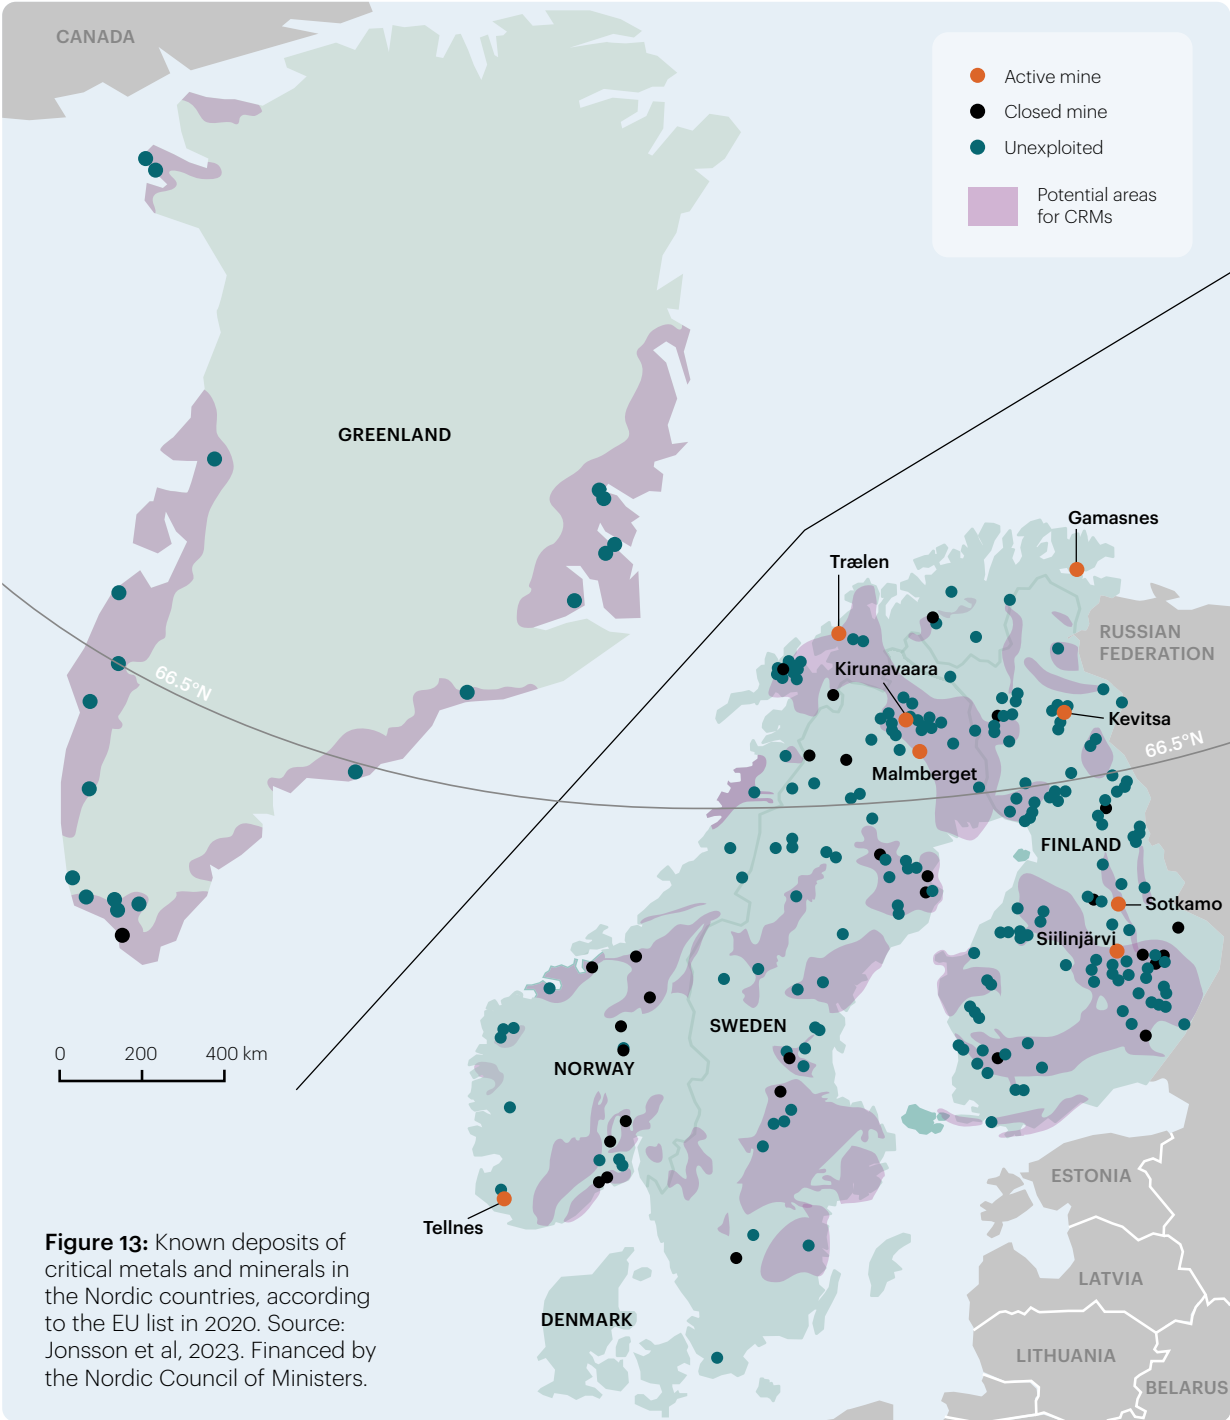 CANADA
Active mine
Closed mine
Unexploited
Potential areas
for CRMs
GREENLAND
66.5°N
Gamasnes
Trælen
RUSSIAN
FEDERATION
Kirunavaara
Kevitsa
66.5°N
Malmberget
FINLAND
Sotkamo
Siilinjärvi
SWEDEN
0 200 400 km
NORWAY
ESTONIA
Tellnes
LATVIA
DENMARK
LITHUANIA
BELARUS
Figure 13: Known deposits of
critical metals and minerals in
the Nordic countries, according
to the EU list in 2020. Source:
Jonsson et al, 2023. Financed by
the Nordic Council of Ministers.